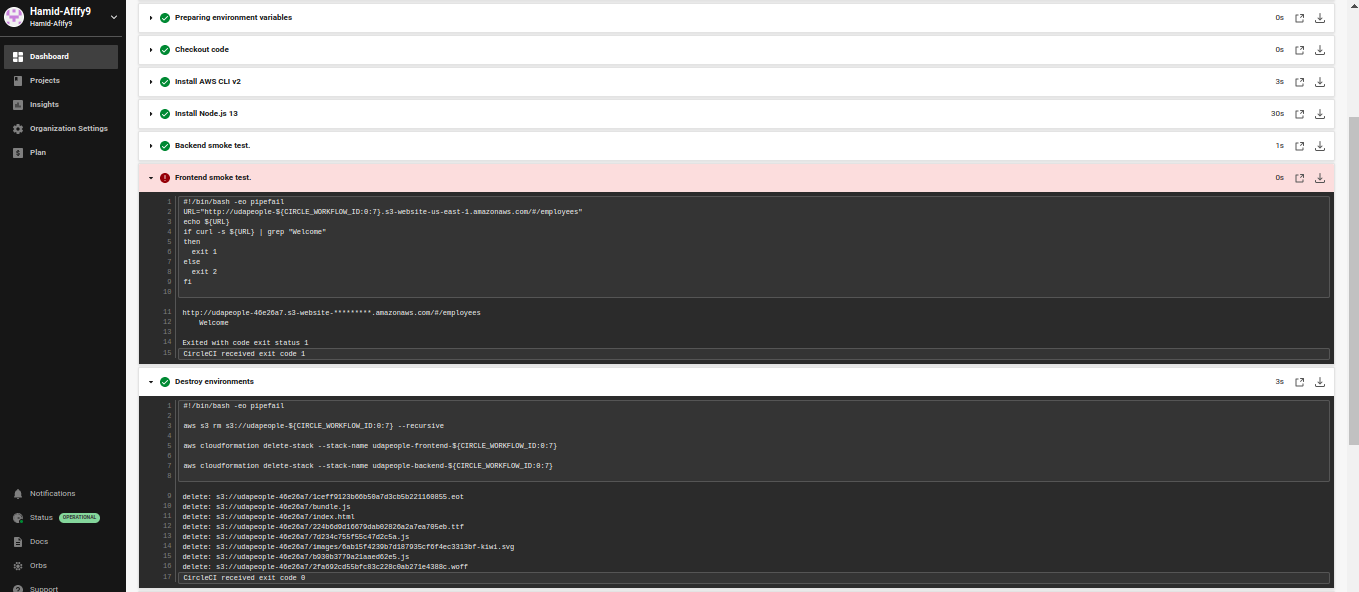 Hamid-Afify9
Hamid-Afify9
Dashboard
Projects
Insights
Organization Settings
Plan
Notifications
Status OPERATIONAL
Docs
Orbs
Support
Preparing environment variables 0s
Checkout code 0s
Install AWS CLI v2 3s
Install Node.js 13 30s
Backend smoke test. 1s
Frontend smoke test. 0s
1 #!/bin/bash -eo pipefail
2 URL="http://udapeople-${CIRCLE_WORKFLOW_ID:0:7}.s3-website-us-east-1.amazonaws.com/#/employees"
3 echo ${URL}
4 if curl -s ${URL} | grep "Welcome"
5 then
6   exit 1
7 else
8   exit 2
9 fi
10
11 http://udapeople-46e26a7.s3-website-*********.amazonaws.com/#/employees
12     Welcome
13
14 Exited with code exit status 1
15 CircleCI received exit code 1
Destroy environments 3s
1 #!/bin/bash -eo pipefail
2
3 aws s3 rm s3://udapeople-${CIRCLE_WORKFLOW_ID:0:7} --recursive
4
5 aws cloudformation delete-stack --stack-name udapeople-frontend-${CIRCLE_WORKFLOW_ID:0:7}
6
7 aws cloudformation delete-stack --stack-name udapeople-backend-${CIRCLE_WORKFLOW_ID:0:7}
8
9 delete: s3://udapeople-46e26a7/1ceff9123b66b50a7d3cb5b221160855.eot
10 delete: s3://udapeople-46e26a7/bundle.js
11 delete: s3://udapeople-46e26a7/index.html
12 delete: s3://udapeople-46e26a7/224b6d9d16679dab02826a2a7ea705eb.ttf
13 delete: s3://udapeople-46e26a7/7d234c755f55c47d2c5a.js
14 delete: s3://udapeople-46e26a7/images/6ab15f4239b7d187935cf6f4ec3313bf-kiwi.svg
15 delete: s3://udapeople-46e26a7/b930b3779a21aaed62e5.js
16 delete: s3://udapeople-46e26a7/2fa692cd55bfc83c228c0ab271e4388c.woff
17 CircleCI received exit code 0